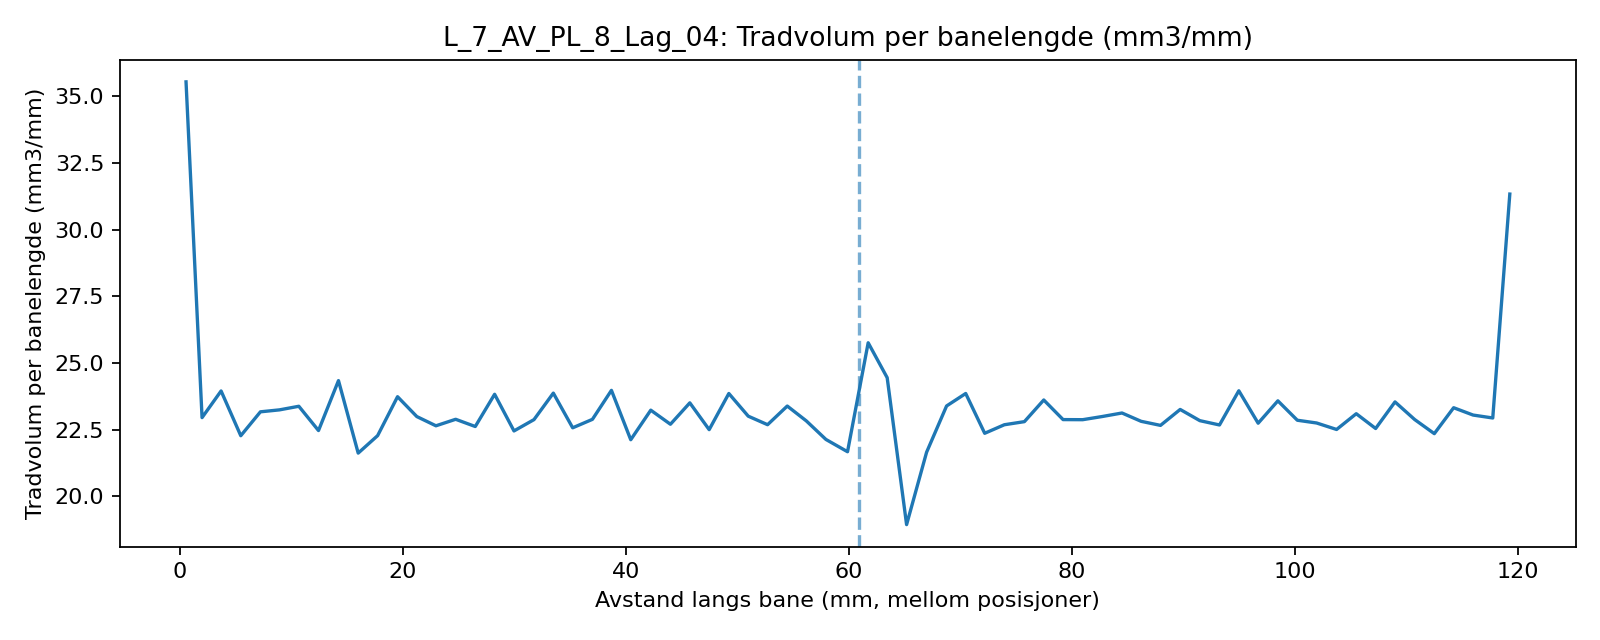 L_7_AV_PL_8_Lag_04: Tradvolum per banelengde (mm3/mm)
Tradvolum per banelengde (mm3/mm)
35.0
32.5
30.0
27.5
25.0
22.5
20.0
0 20 40 60 80 100 120
Avstand langs bane (mm, mellom posisjoner)